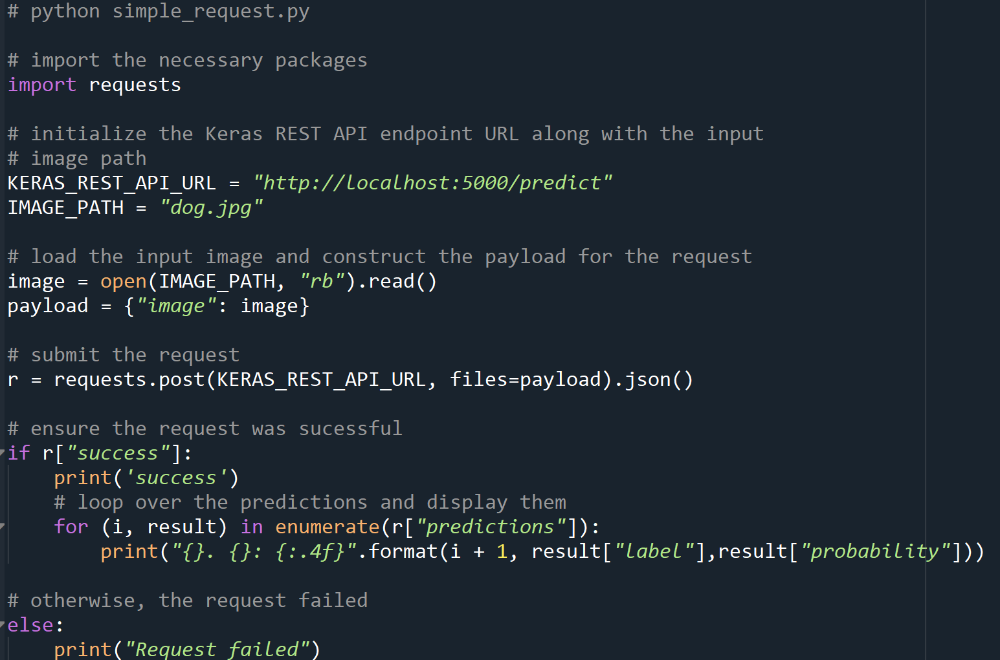 # python simple_request.py
# import the necessary packages
import requests
# initialize the Keras REST API endpoint URL along with the input
# image path
KERAS_REST_API_URL = "http://localhost:5000/predict"
IMAGE_PATH = "dog.jpg"
# load the input image and construct the payload for the request
image = open(IMAGE_PATH, "rb").read()
payload = {"image": image}
# submit the request
r = requests.post(KERAS_REST_API_URL, files=payload).json()
# ensure the request was sucessful
if r["success"]:
    print('success')
    # loop over the predictions and display them
    for (i, result) in enumerate(r["predictions"]):
        print("{}. {}: {:.4f}".format(i + 1, result["label"],result["probability"]))
# otherwise, the request failed
else:
    print("Request failed")